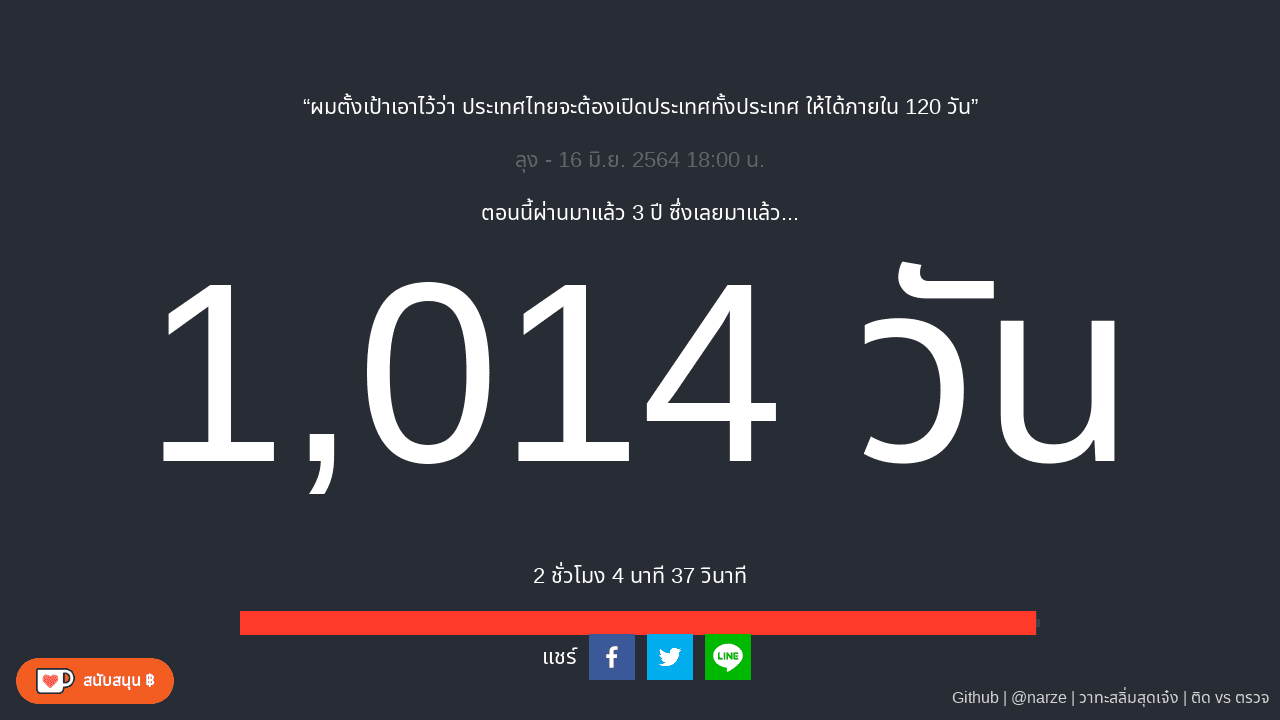 “ผมตั้งเป้าเอาไว้ว่า ประเทศไทยจะต้องเปิดประเทศทั้งประเทศ ให้ได้ภายใน 120 วัน”
ลุง - 16 มิ.ย. 2564 18:00 น.
ตอนนี้ผ่านมาแล้ว 3 ปี ซึ่งเลยมาแล้ว...
1,014 วัน
2 ชั่วโมง 4 นาที 37 วินาที
แชร์
LINE
สนับสนุน ฿
Github | @narze | วาทะสลิ่มสุดเจ๋ง | ติด vs ตรวจ